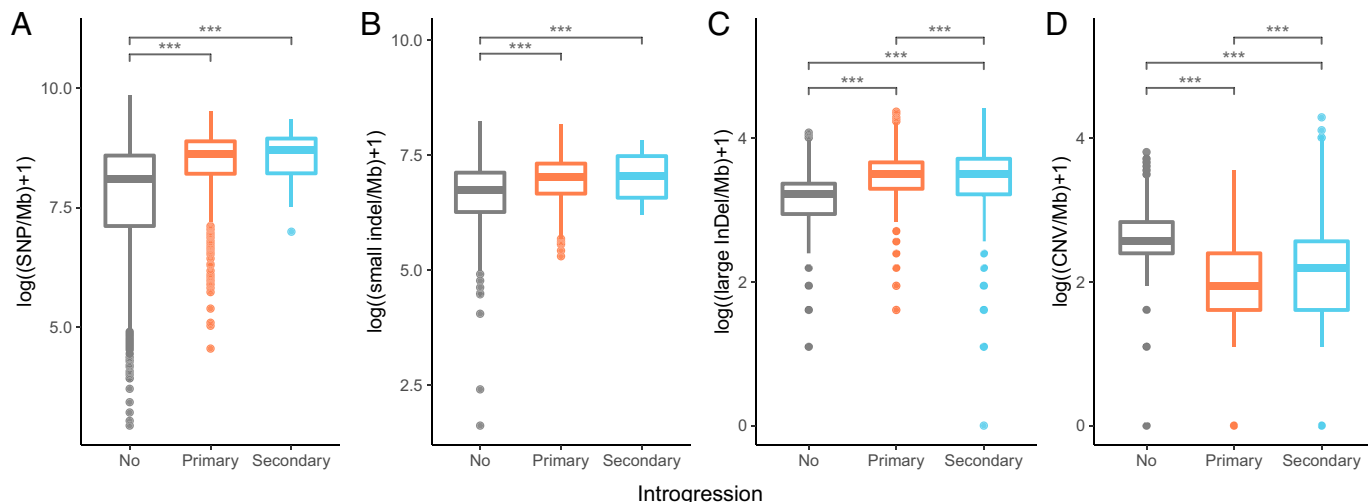 A
log((SNP/Mb)+1)
10.0
7.5
5.0
***
***
No Primary Secondary
B
log((small indel/Mb)+1)
10.0
7.5
5.0
2.5
***
***
No Primary Secondary
C
log((large InDel/Mb)+1)
4
2
0
***
***
***
No Primary Secondary
D
log((CNV/Mb)+1)
4
2
0
***
***
***
No Primary Secondary
Introgression